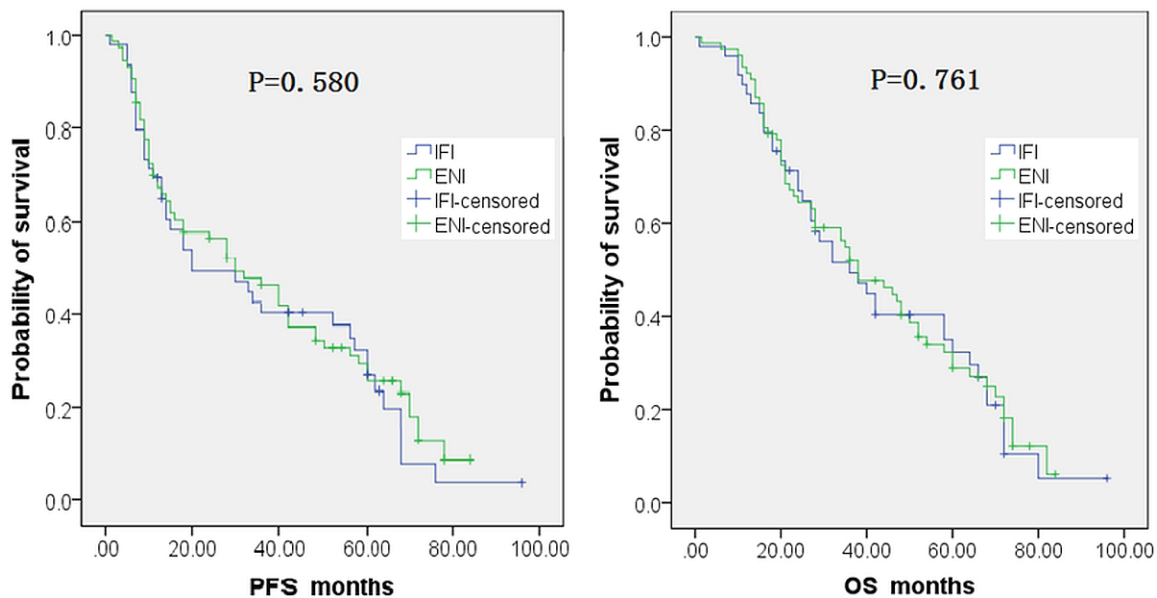 P=0. 580
IFI
ENI
IFI-censored
ENI-censored
Probability of survival
1.0
0.8
0.6
0.4
0.2
0.0
.00 20.00 40.00 60.00 80.00 100.00
PFS months
P=0. 761
IFI
ENI
IFI-censored
ENI-censored
Probability of survival
1.0
0.8
0.6
0.4
0.2
0.0
.00 20.00 40.00 60.00 80.00 100.00
OS months